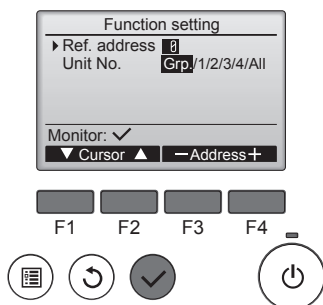 Function setting
Ref. address 0
Unit No. Grp./1/2/3/4/All
Monitor: ✓
▼ Cursor ▲ −Address+
F1 F2 F3 F4